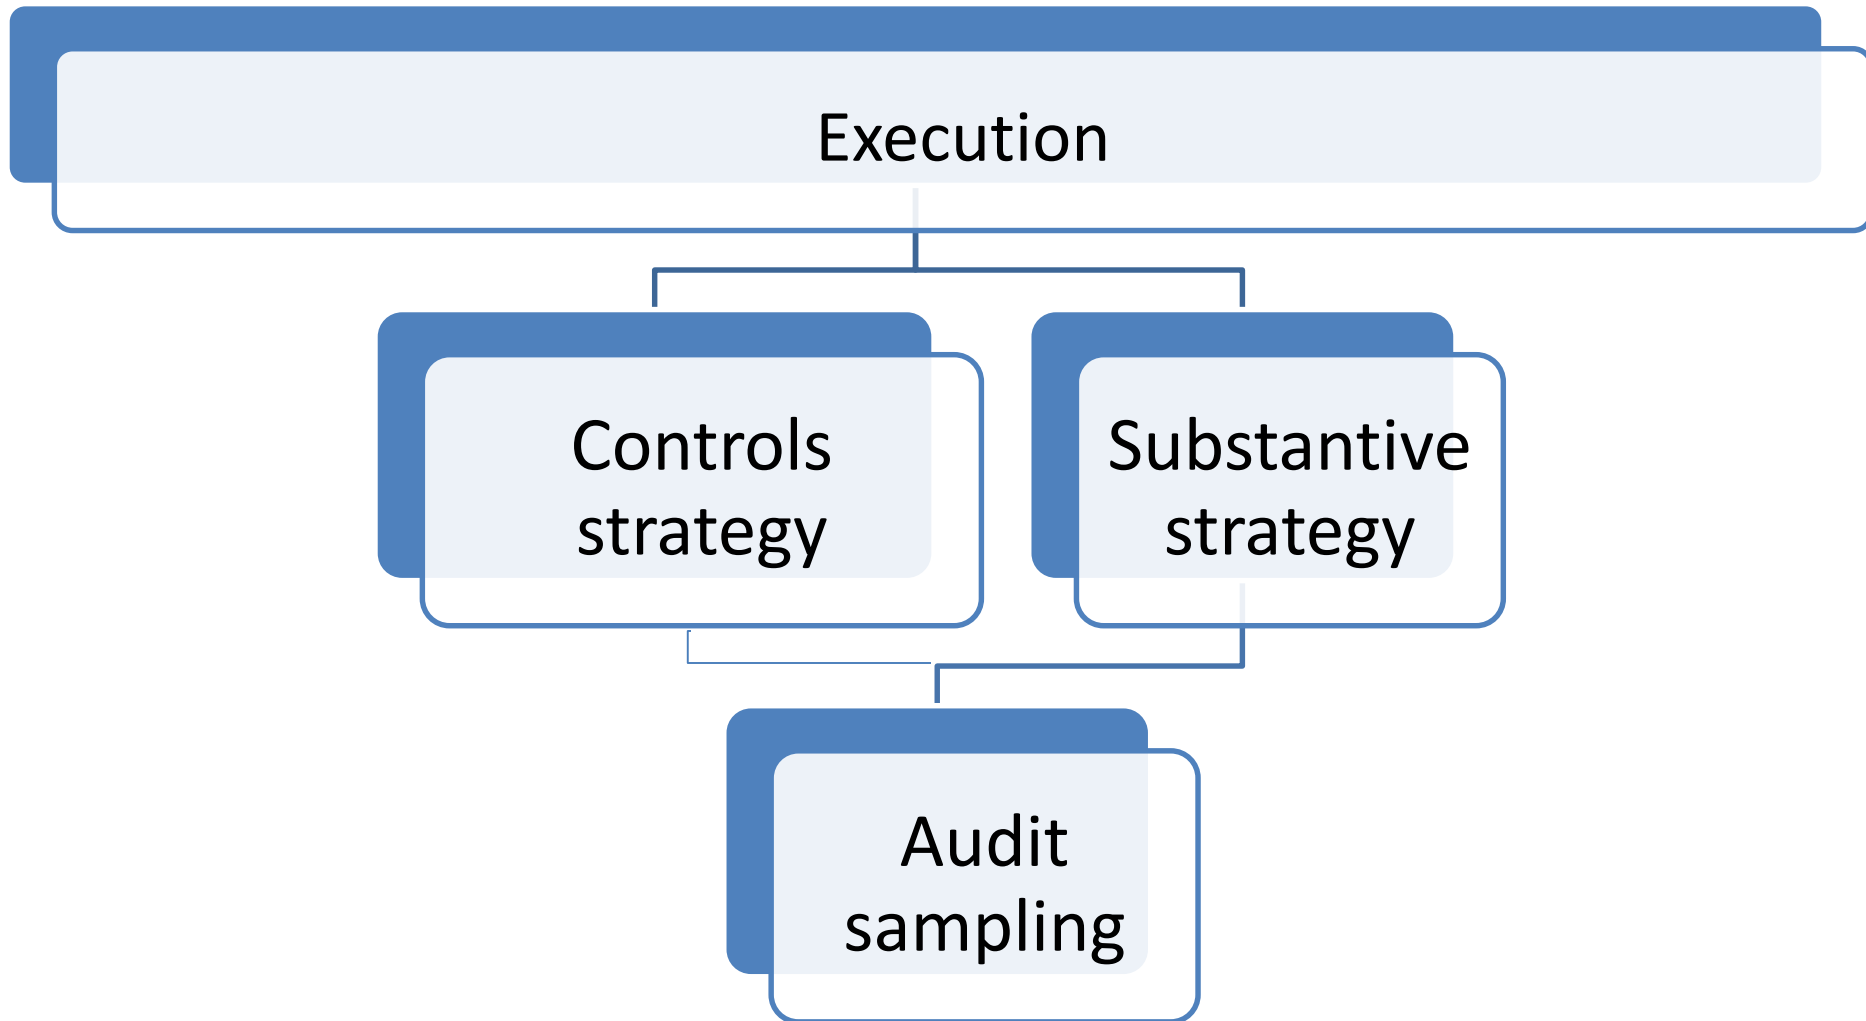 Execution
Controls
strategy
Substantive
strategy
Audit
sampling